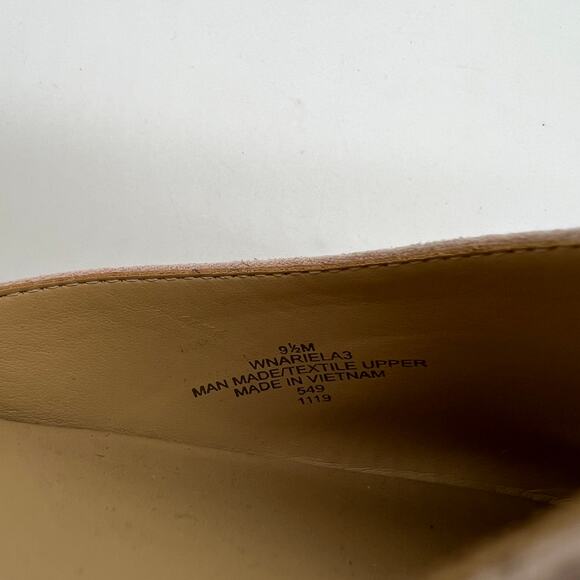 9½M
WNARIELA3
MAN MADE/TEXTILE UPPER
MADE IN VIETNAM
549
1119